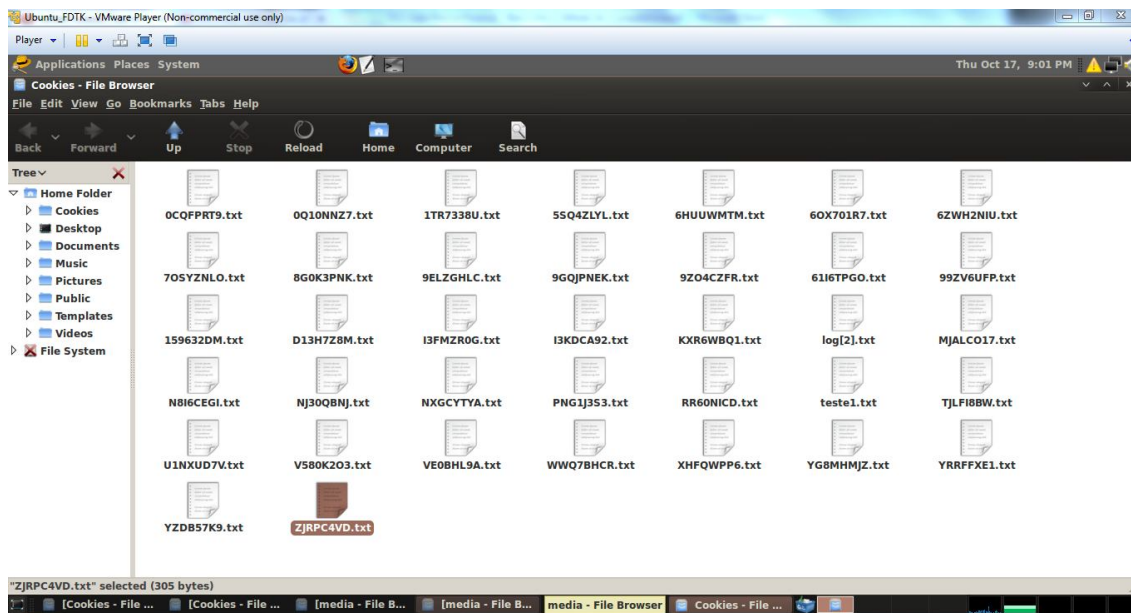 Ubuntu_FDTK - VMware Player (Non-commercial use only)
Player
Applications Places System
Thu Oct 17, 9:01 PM
Cookies - File Browser
File Edit View Go Bookmarks Tabs Help
Back Forward Up Stop Reload Home Computer Search
Tree
Home Folder
Cookies
Desktop
Documents
Music
Pictures
Public
Templates
Videos
File System
0CQFPRT9.txt 0Q10NNZ7.txt 1TR7338U.txt 5SQ4ZLYL.txt 6HUUWMTM.txt 6OX701R7.txt 6ZWH2NIU.txt
7OSYZNLO.txt 8G0K3PNK.txt 9ELZGHLC.txt 9GQJPNEK.txt 9ZO4CZFR.txt 61I6TPGO.txt 99ZV6UFP.txt
159632DM.txt D13H7Z8M.txt I3FMZR0G.txt I3KDCA92.txt KXR6WBQ1.txt log[2].txt MJALCO17.txt
N8I6CEGI.txt NJ30QBNJ.txt NXGCYTYA.txt PNG1J3S3.txt RR60NICD.txt teste1.txt TJLFI8BW.txt
U1NXUD7V.txt V580K2O3.txt VE0BHL9A.txt WWQ7BHCR.txt XHFQWPP6.txt YG8MHMJZ.txt YRRFFXE1.txt
YZDB57K9.txt ZJRPC4VD.txt
"ZJRPC4VD.txt" selected (305 bytes)
[Cookies - File ... [Cookies - File ... [media - File B... [media - File B... media - File Browser Cookies - File ...